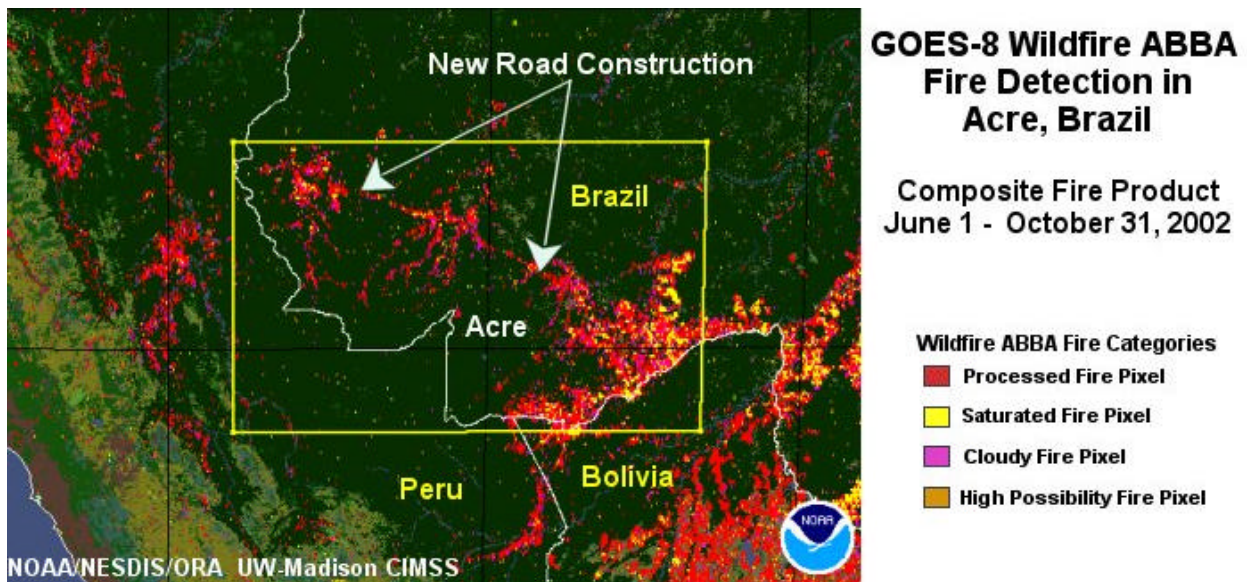 GOES-8 Wildfire ABBA
Fire Detection in
Acre, Brazil
Composite Fire Product
June 1 - October 31, 2002
New Road Construction
Brazil
Acre
Peru
Bolivia
NOAA
NOAA/NESDIS/ORA UW-Madison CIMSS
Wildfire ABBA Fire Categories
Processed Fire Pixel
Saturated Fire Pixel
Cloudy Fire Pixel
High Possibility Fire Pixel